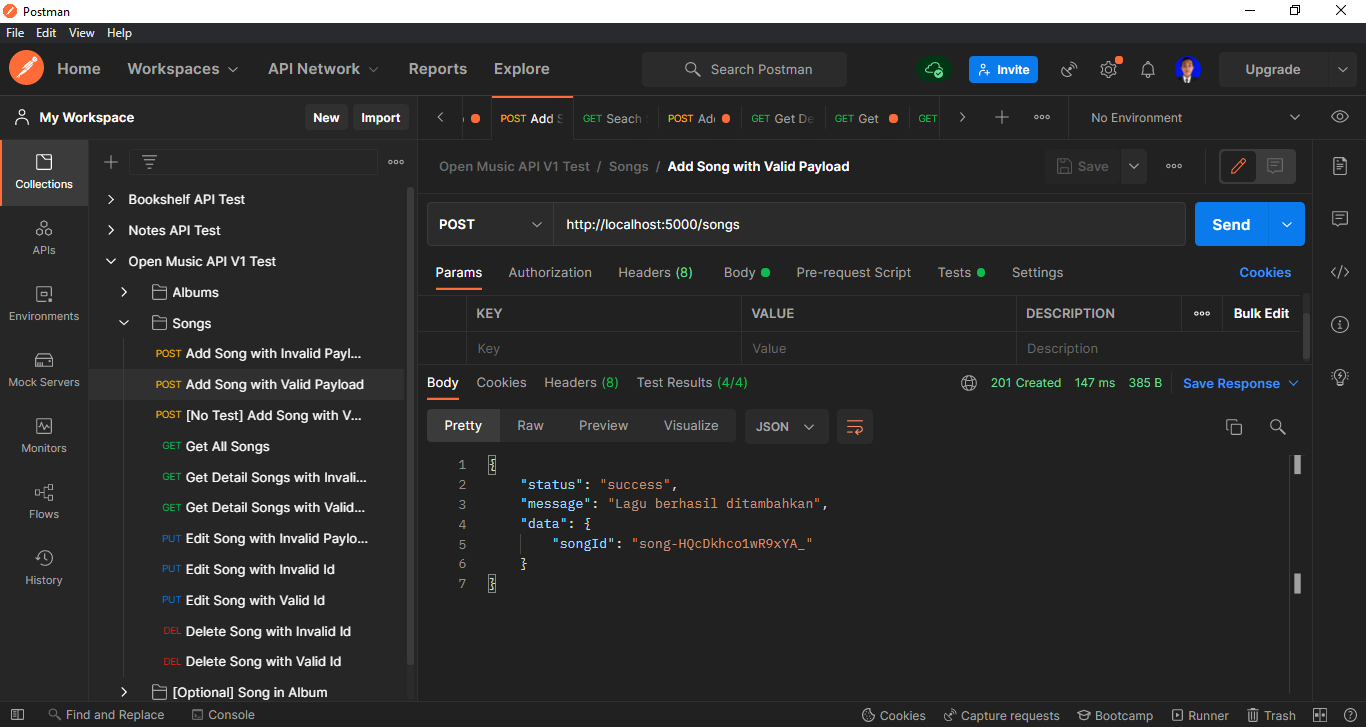 Postman
File Edit View Help
Home Workspaces API Network Reports Explore Search Postman Invite Upgrade
My Workspace New Import
POST Add S GET Seach POST Ad GET Get De GET Get GET No Environment
Collections
APIs
Environments
Mock Servers
Monitors
Flows
History
Bookshelf API Test
Notes API Test
Open Music API V1 Test
Albums
Songs
POST Add Song with Invalid Payl...
POST Add Song with Valid Payload
POST [No Test] Add Song with V...
GET Get All Songs
GET Get Detail Songs with Invali...
GET Get Detail Songs with Valid...
PUT Edit Song with Invalid Paylo...
PUT Edit Song with Invalid Id
PUT Edit Song with Valid Id
DEL Delete Song with Invalid Id
DEL Delete Song with Valid Id
[Optional] Song in Album
Open Music API V1 Test / Songs / Add Song with Valid Payload Save
POST http://localhost:5000/songs Send
Params Authorization Headers (8) Body Pre-request Script Tests Settings Cookies
KEY VALUE DESCRIPTION Bulk Edit
Key Value Description
Body Cookies Headers (8) Test Results (4/4) 201 Created 147 ms 385 B Save Response
Pretty Raw Preview Visualize JSON
1 {
2 "status": "success",
3 "message": "Lagu berhasil ditambahkan",
4 "data": {
5 "songId": "song-HQcDkhco1wR9xYA_"
6 }
7 }
Find and Replace Console Cookies Capture requests Bootcamp Runner Trash